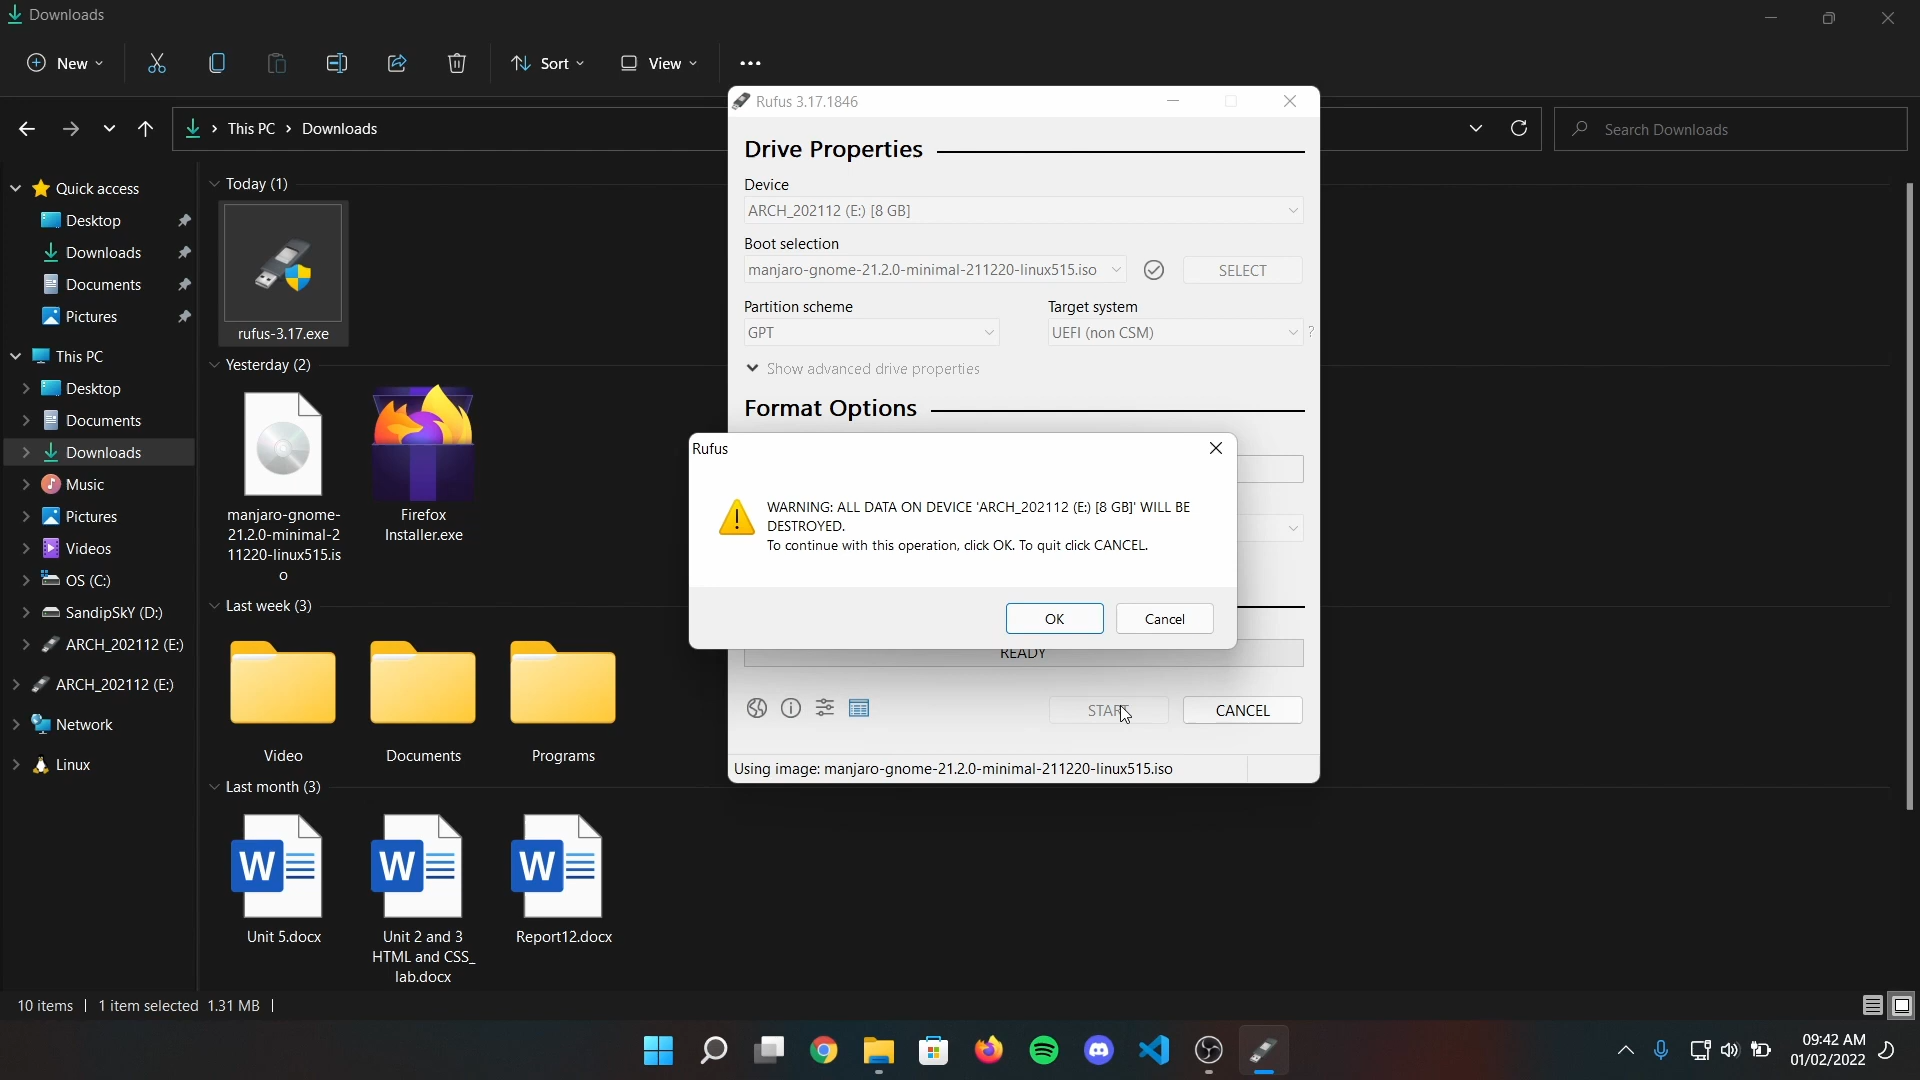 Downloads
New
Sort
View
This PC > Downloads
Search Downloads
Quick access
Desktop
Downloads
Documents
Pictures
This PC
Desktop
Documents
Downloads
Music
Pictures
Videos
OS (C:)
SandipSkY (D:)
ARCH_202112 (E:)
ARCH_202112 (E:)
Network
Linux
Today (1)
rufus-3.17.exe
Yesterday (2)
manjaro-gnome-
21.2.0-minimal-2
11220-linux515.is
o
Firefox
Installer.exe
Last week (3)
Video
Documents
Programs
Last month (3)
Unit 5.docx
Unit 2 and 3
HTML and CSS_
lab.docx
Report12.docx
Rufus 3.17.1846
Drive Properties
Device
ARCH_202112 (E:) [8 GB]
Boot selection
manjaro-gnome-21.2.0-minimal-211220-linux515.iso
SELECT
Partition scheme
Target system
GPT
UEFI (non CSM)
?
Show advanced drive properties
Format Options
Rufus
WARNING: ALL DATA ON DEVICE 'ARCH_202112 (E:) [8 GB]' WILL BE
DESTROYED.
To continue with this operation, click OK. To quit click CANCEL.
OK
Cancel
READY
START
CANCEL
Using image: manjaro-gnome-21.2.0-minimal-211220-linux515.iso
10 items
1 item selected 1.31 MB
09:42 AM
01/02/2022